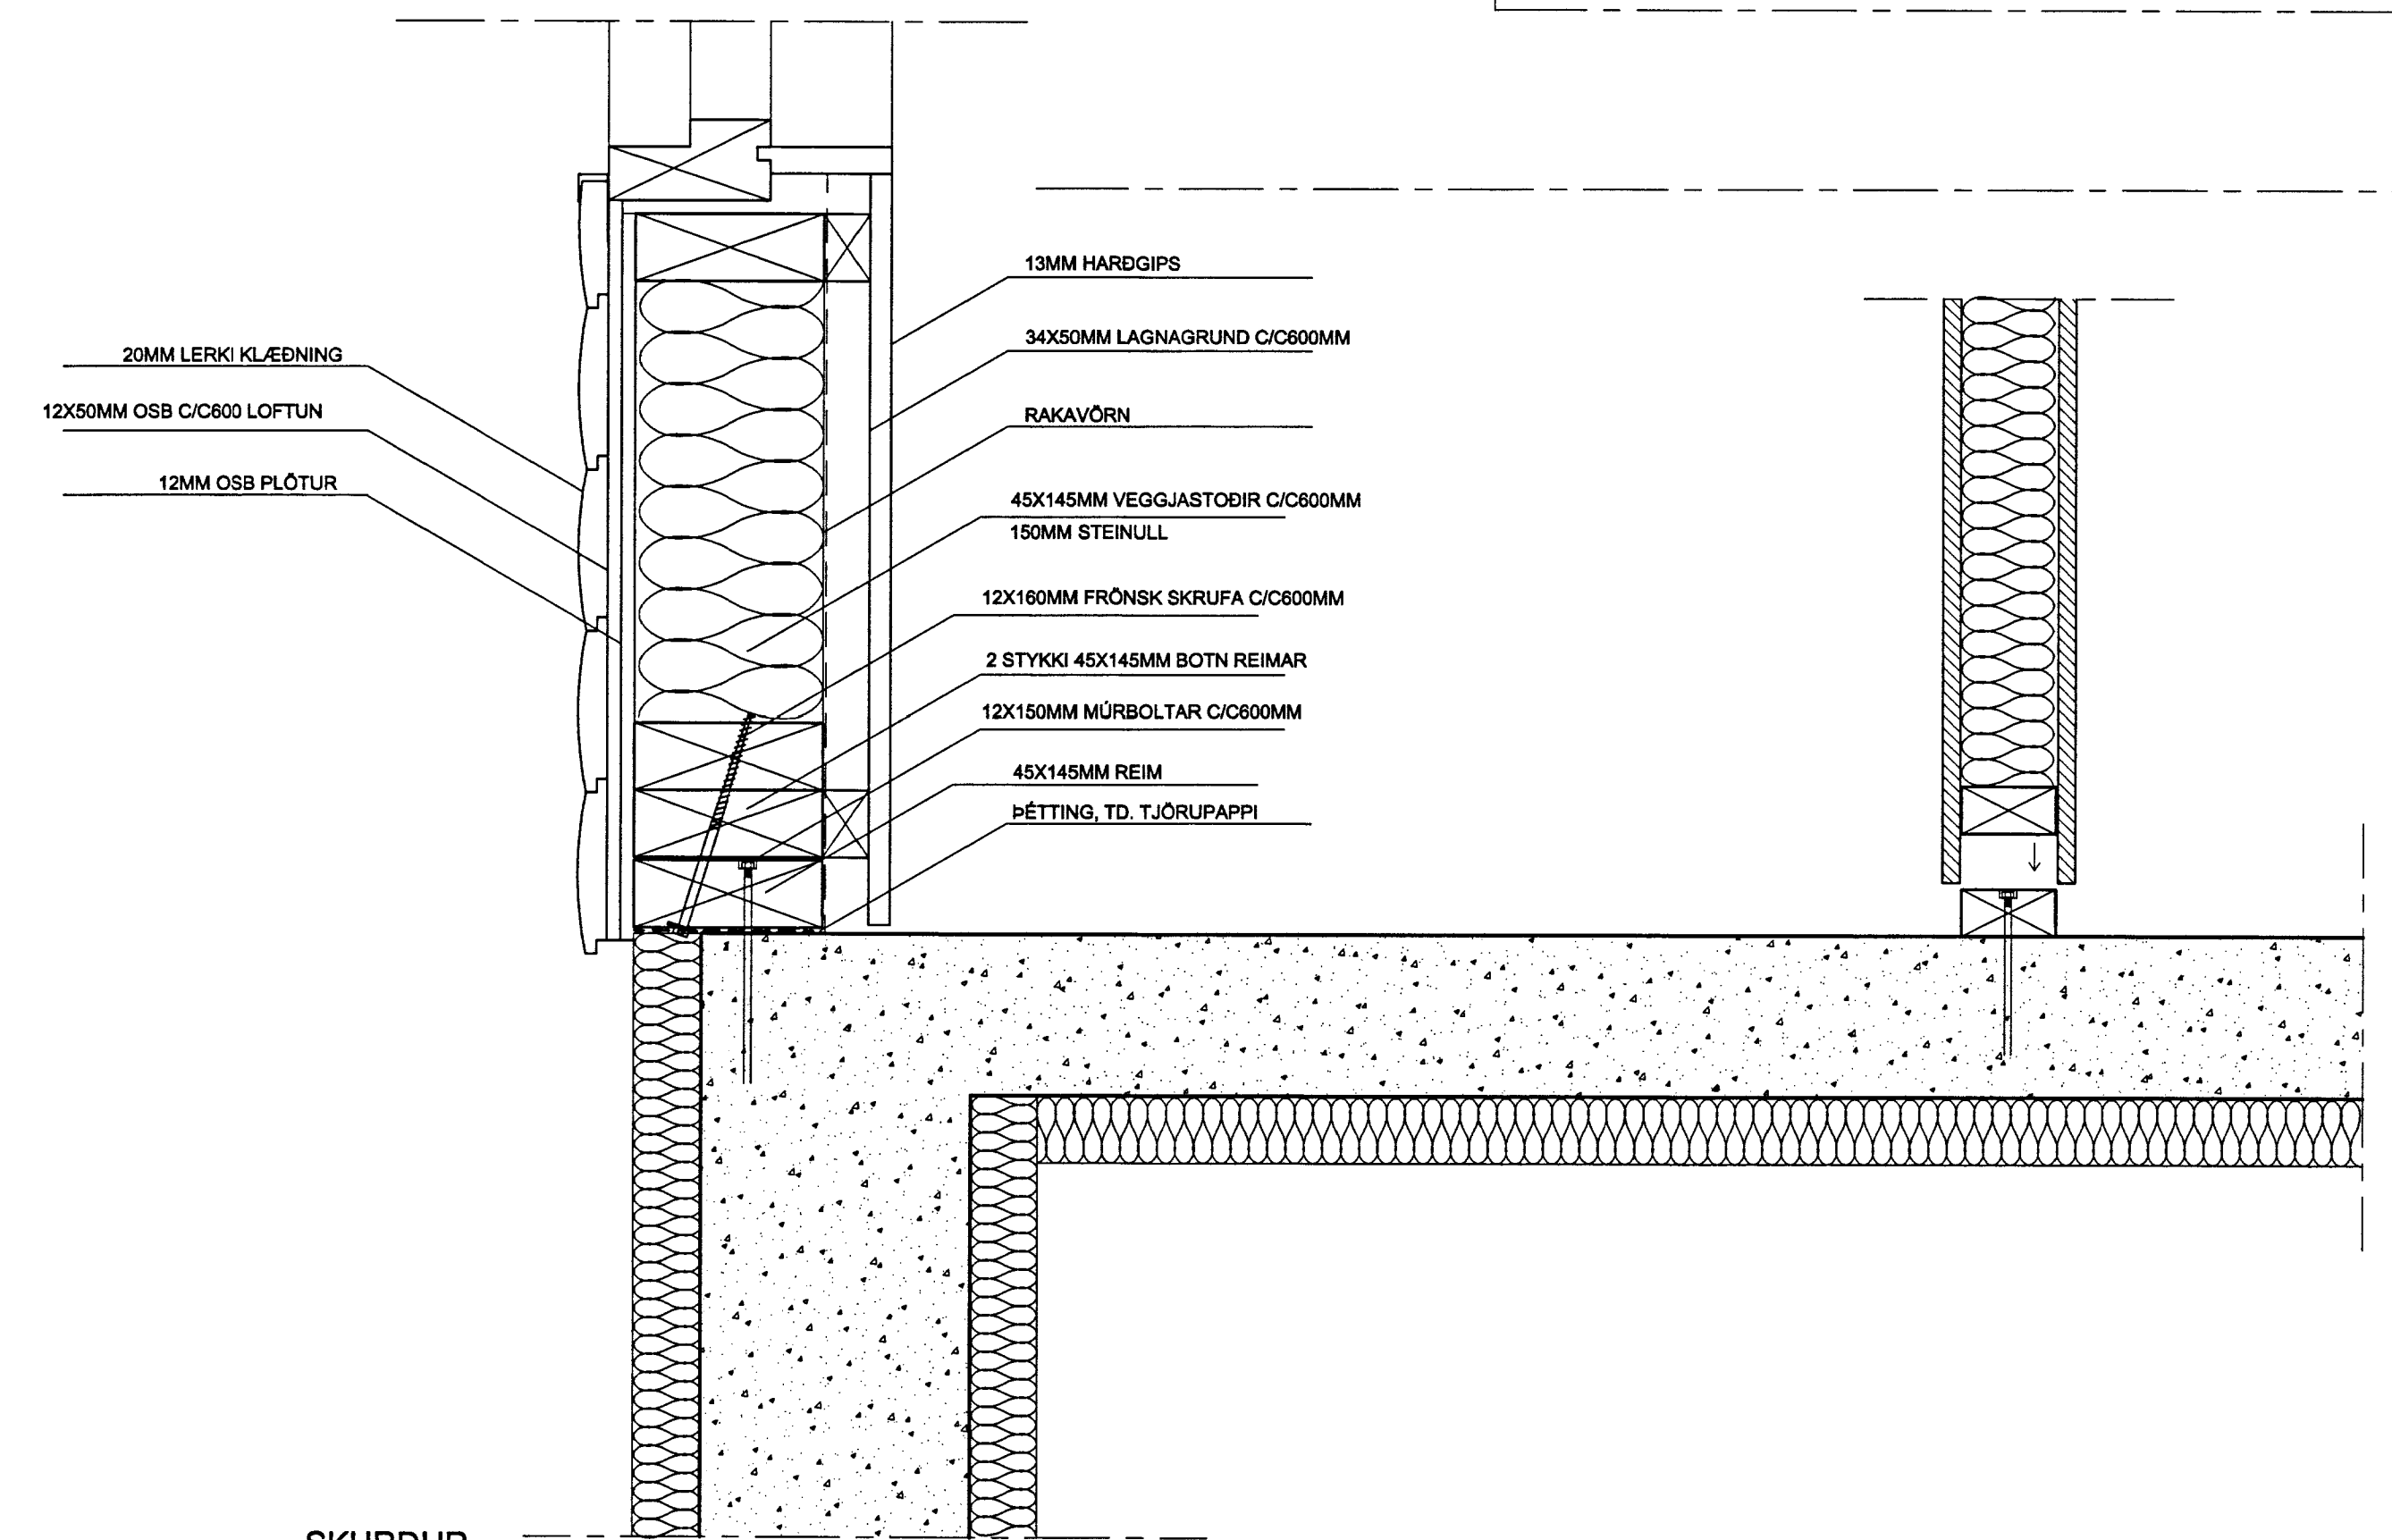 13MM HARÐGIPS
34X50MM LAGNAGRUND C/C600MM
20MM LERKI KLÆÐNING
12X50MM OSB C/C600 LOFTUN
RAKAVÖRN
12MM OSB PLÖTUR
45X145MM VEGGJASTOÐIR C/C600MM
150MM STEINULL
12X160MM FRÖNSK SKRUFA C/C600MM
2 STYKKI 45X145MM BOTN REIMAR
12X150MM MÚRBOLTAR C/C600MM
45X145MM REIM
ÞÉTTING, TD. TJÖRUPAPPI